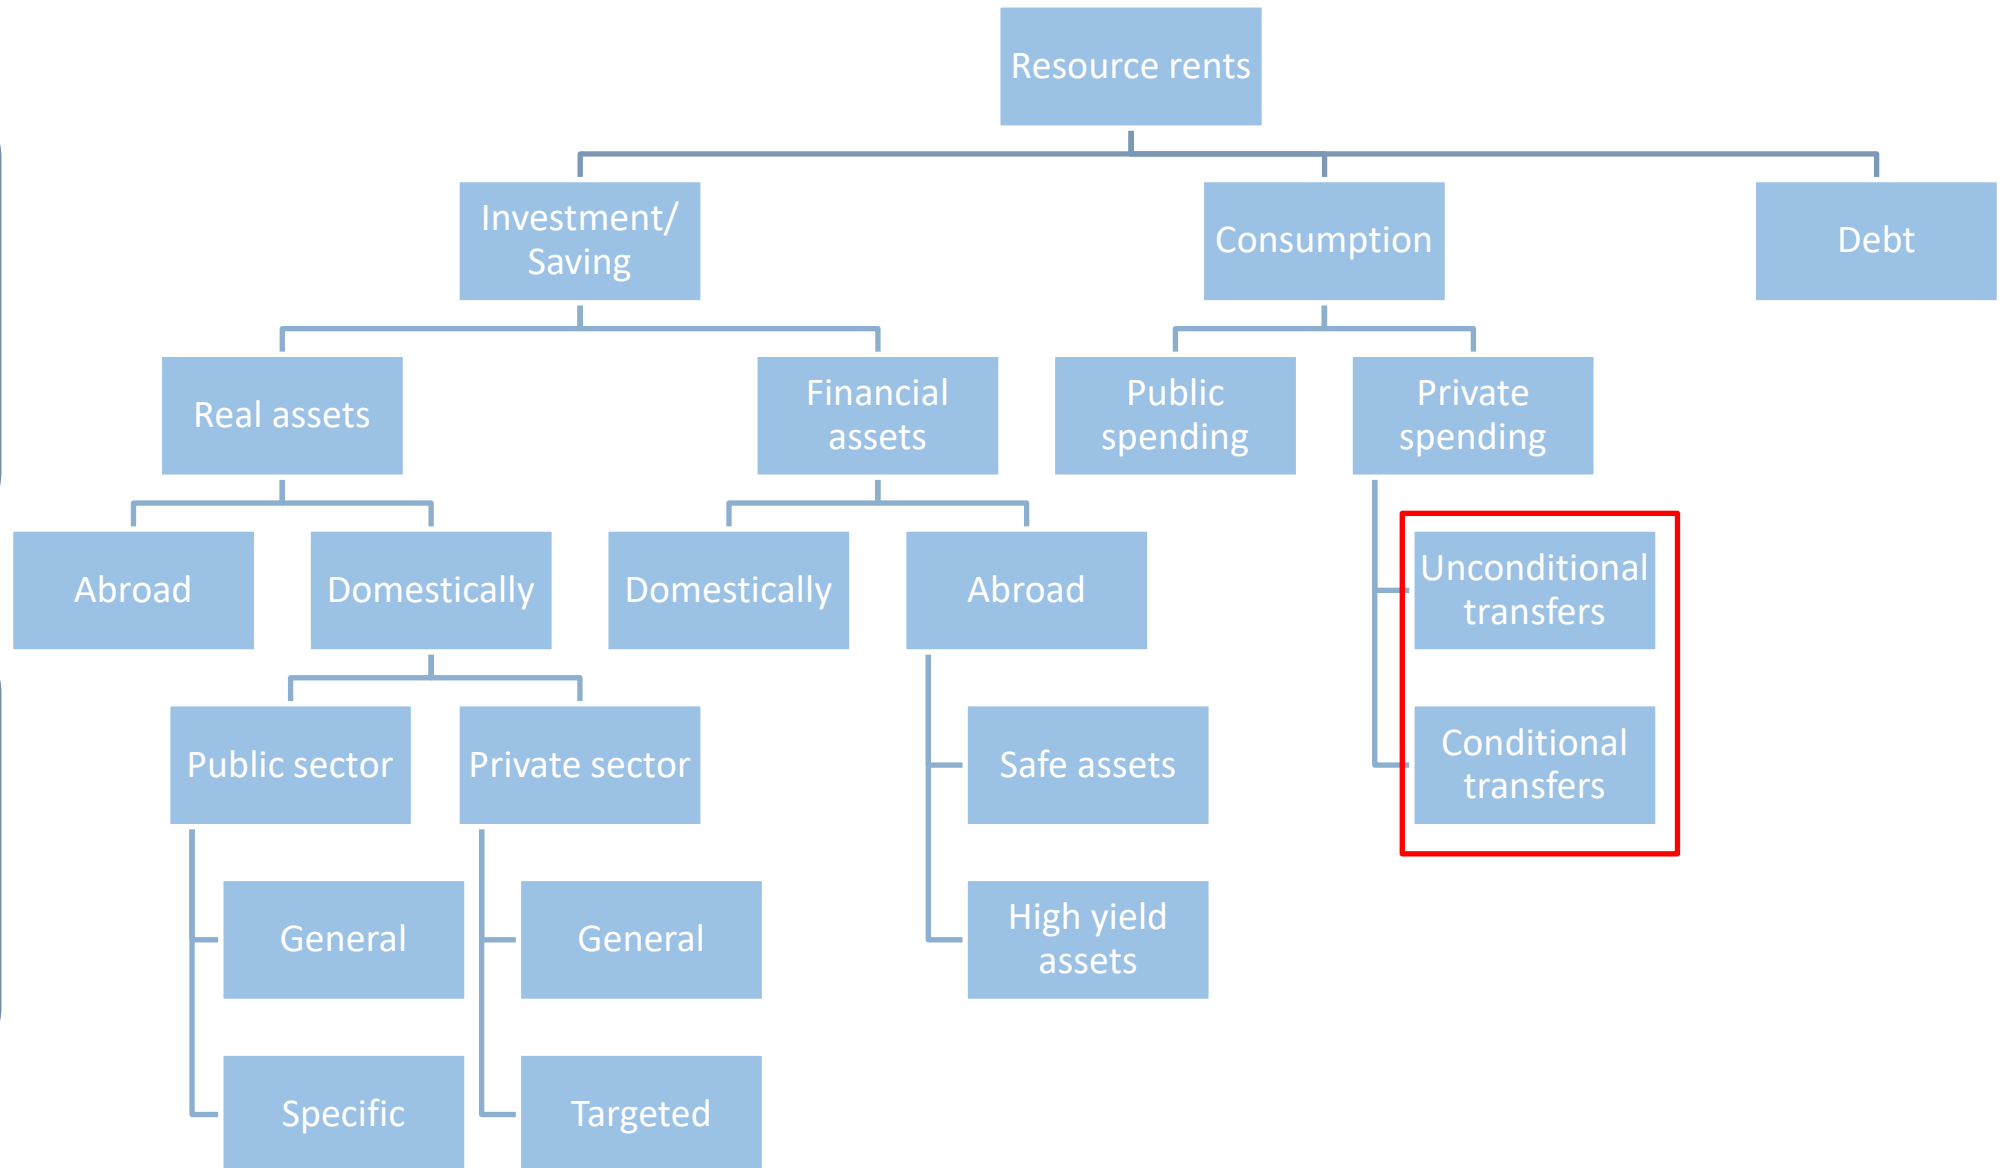 Resource rents
Investment/
Saving
Consumption
Debt
Real assets
Financial
assets
Public
spending
Private
spending
Abroad
Domestically
Domestically
Abroad
Unconditional
transfers
Public sector
Private sector
Safe assets
Conditional
transfers
General
General
High yield
assets
Specific
Targeted